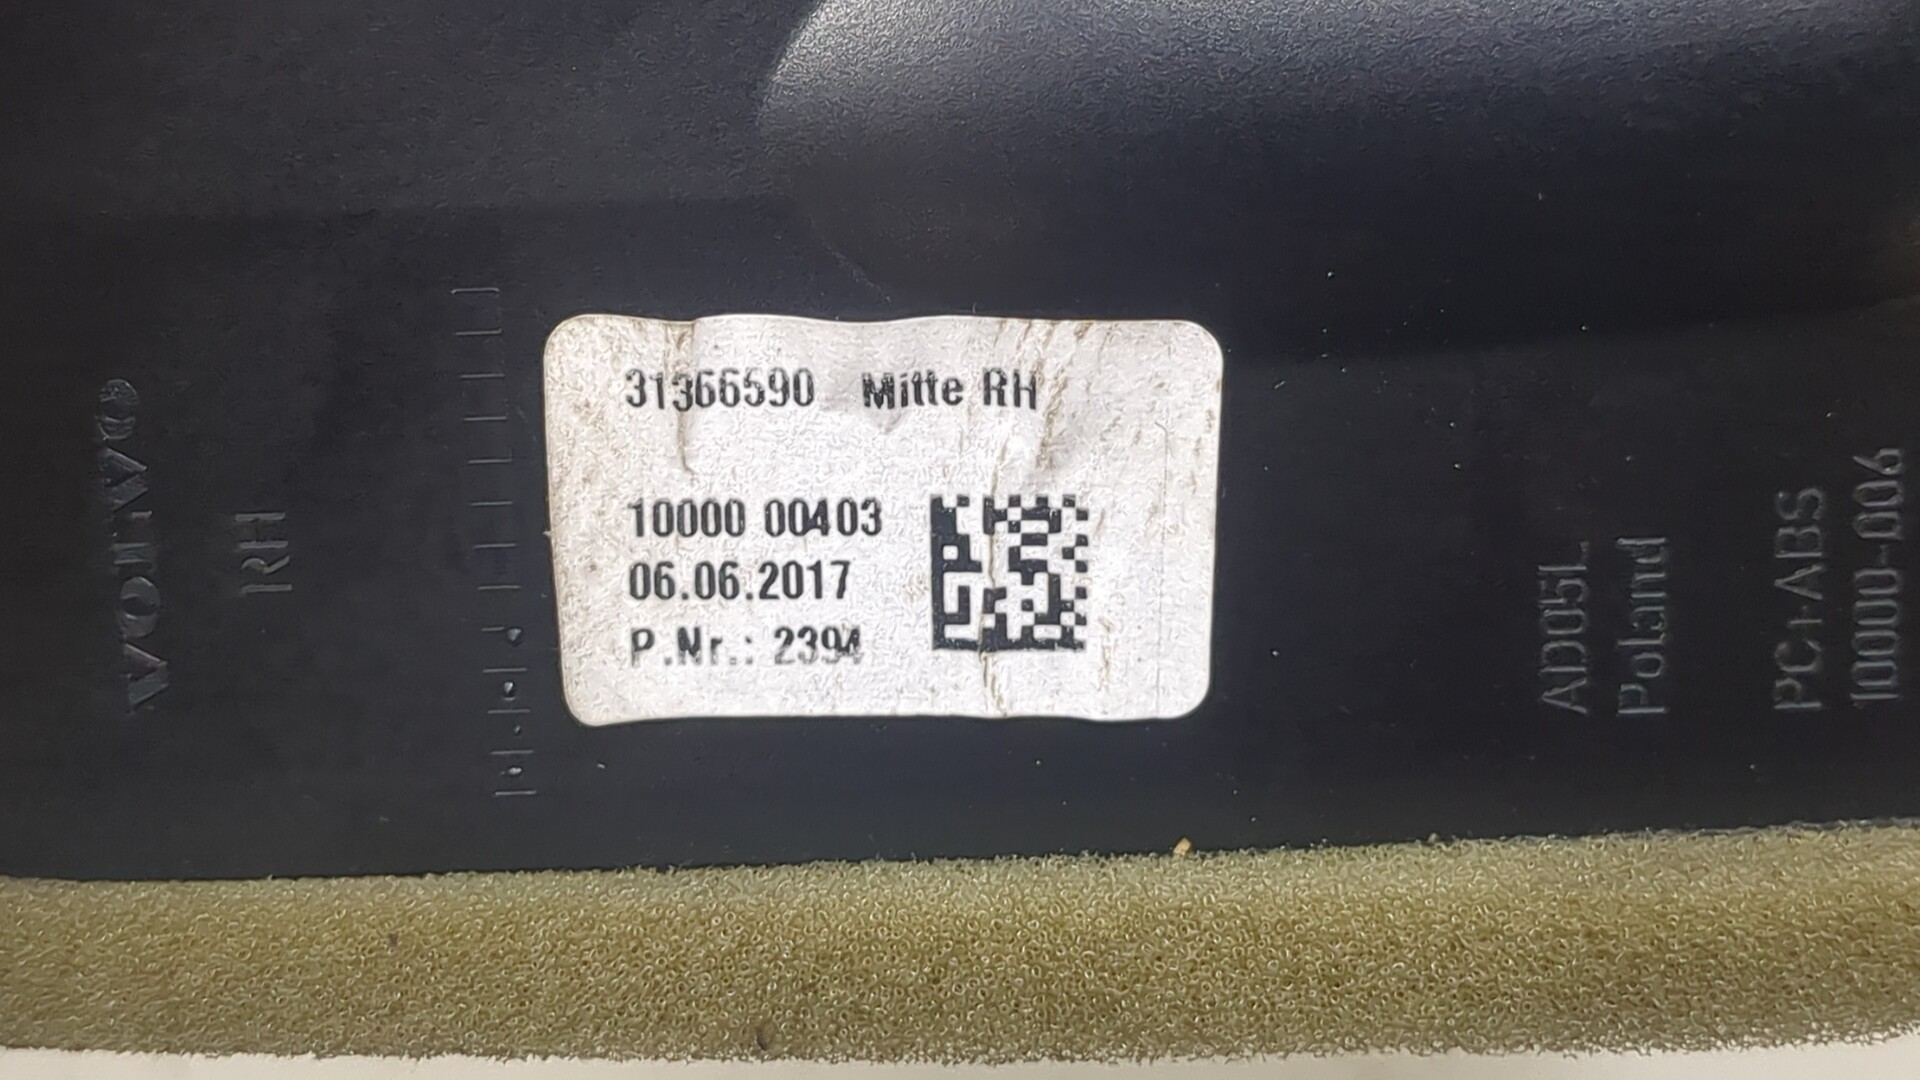 VOLVO
RH
31366590 Mitte RH
10000 00403
06.06.2017
P.Nr.: 2394
AD05L
Poland
PC+ABS
10000-006